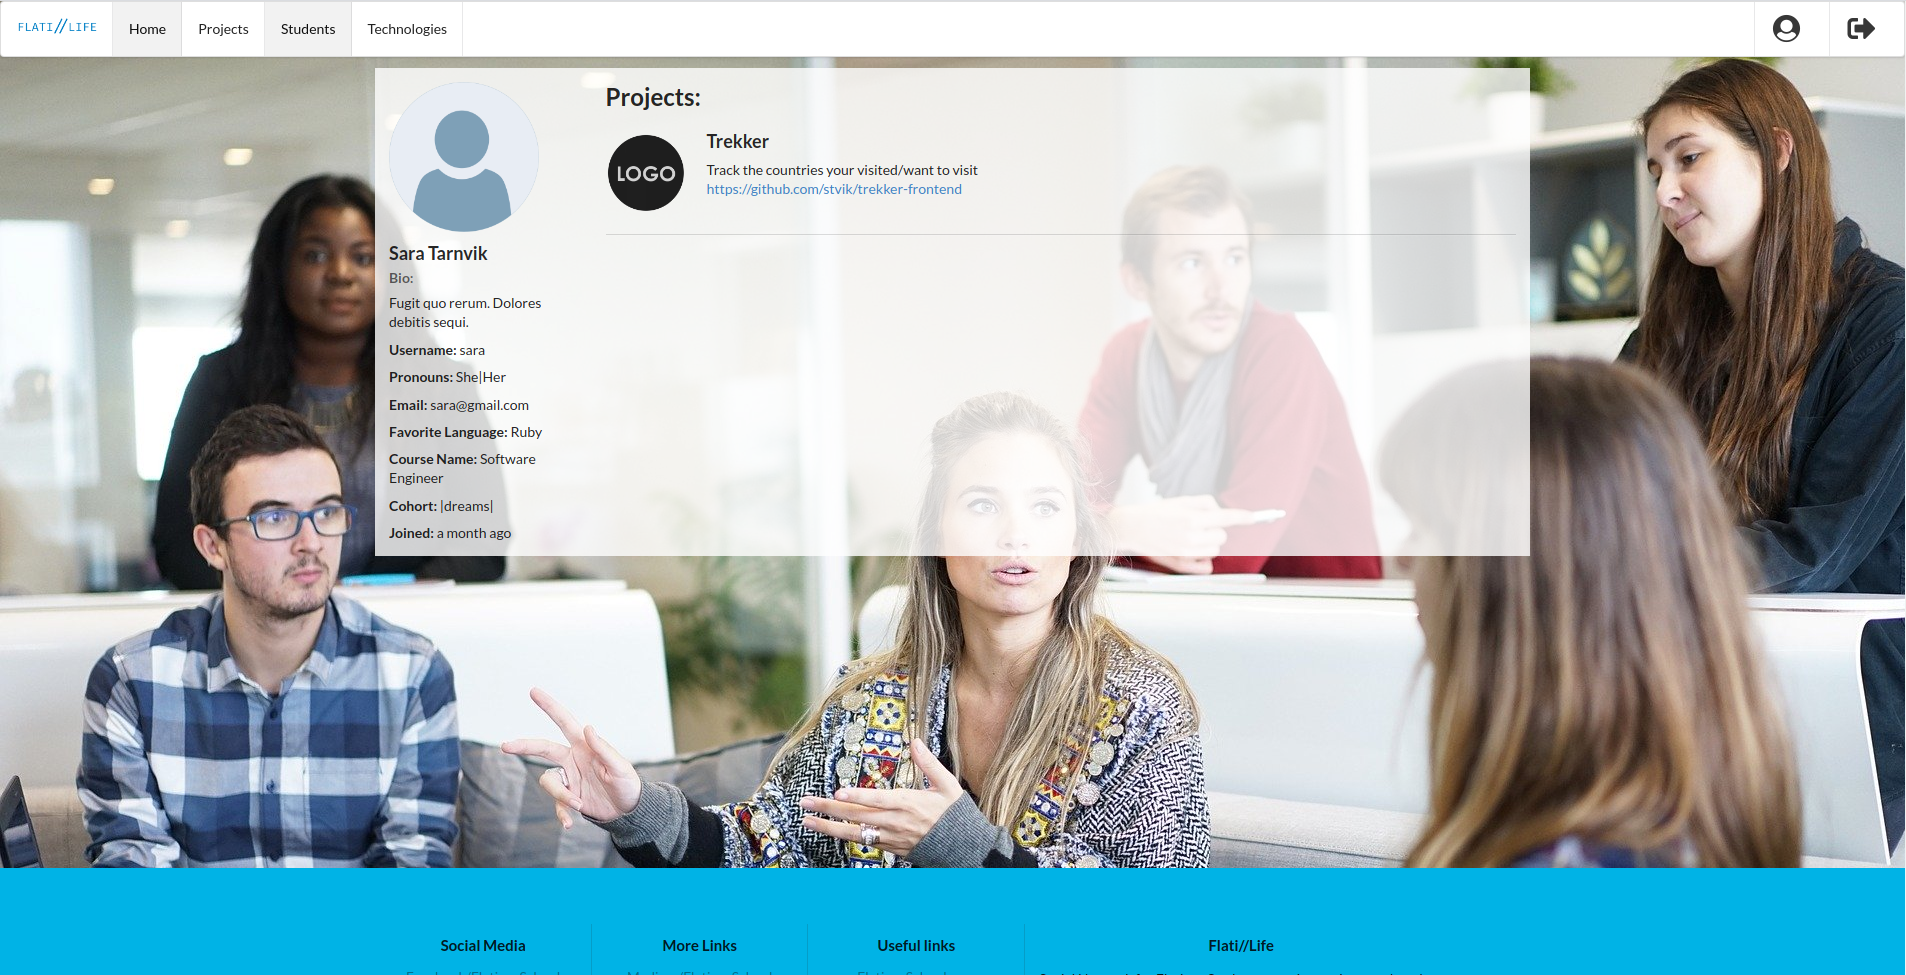 FLATI//LIFE
Home
Projects
Students
Technologies
Projects:
LOGO
Trekker
Track the countries your visited/want to visit
https://github.com/stvik/trekker-frontend
Sara Tarnvik
Bio:
Fugit quo rerum. Dolores
debitis sequi.
Username: sara
Pronouns: She|Her
Email: sara@gmail.com
Favorite Language: Ruby
Course Name: Software
Engineer
Cohort: |dreams|
Joined: a month ago
Social Media
More Links
Useful links
Flati//Life